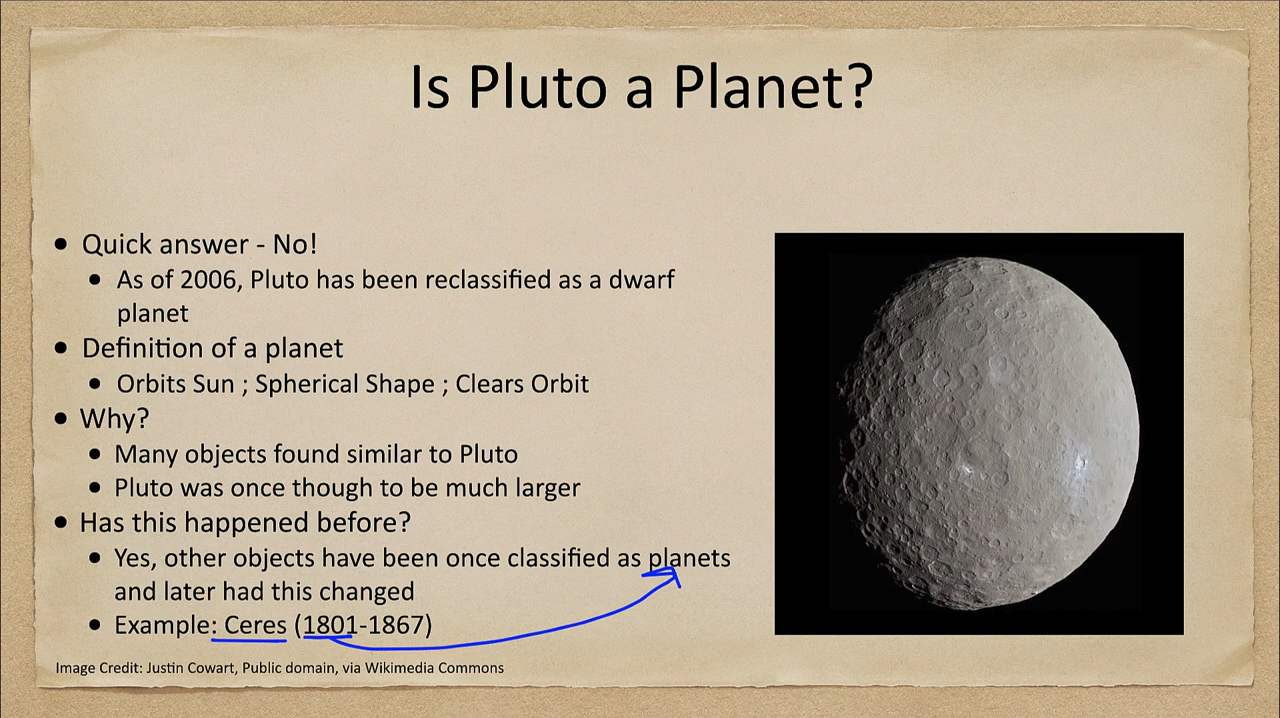 Is Pluto a Planet?
• Quick answer - No!
• As of 2006, Pluto has been reclassified as a dwarf
planet
• Definition of a planet
• Orbits Sun ; Spherical Shape ; Clears Orbit
• Why?
• Many objects found similar to Pluto
• Pluto was once though to be much larger
• Has this happened before?
• Yes, other objects have been once classified as planets
and later had this changed
• Example: Ceres (1801-1867)
Image Credit: Justin Cowart, Public domain, via Wikimedia Commons